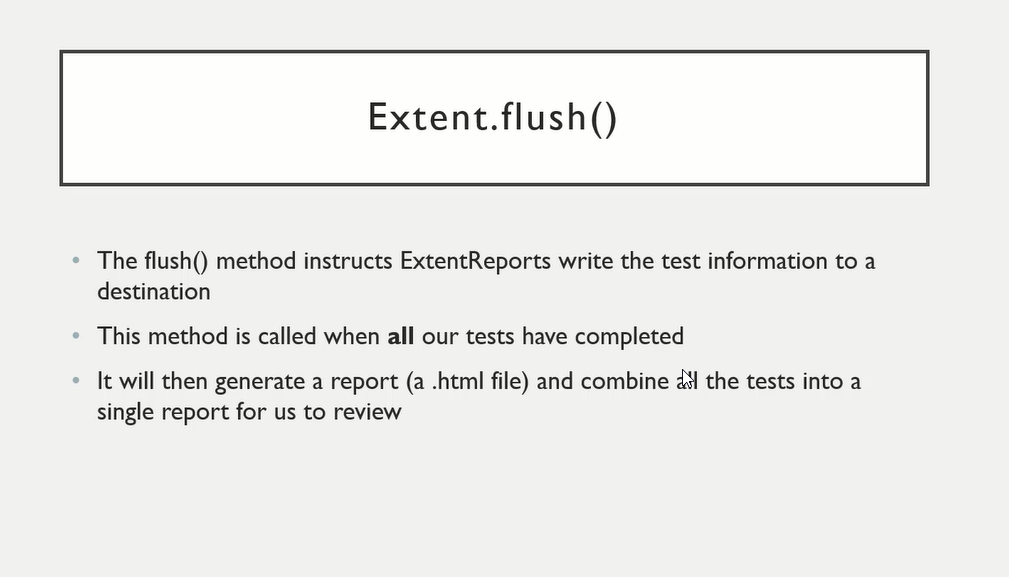 Extent.flush()
• The flush() method instructs ExtentReports write the test information to a
destination
• This method is called when all our tests have completed
• It will then generate a report (a .html file) and combine all the tests into a
single report for us to review